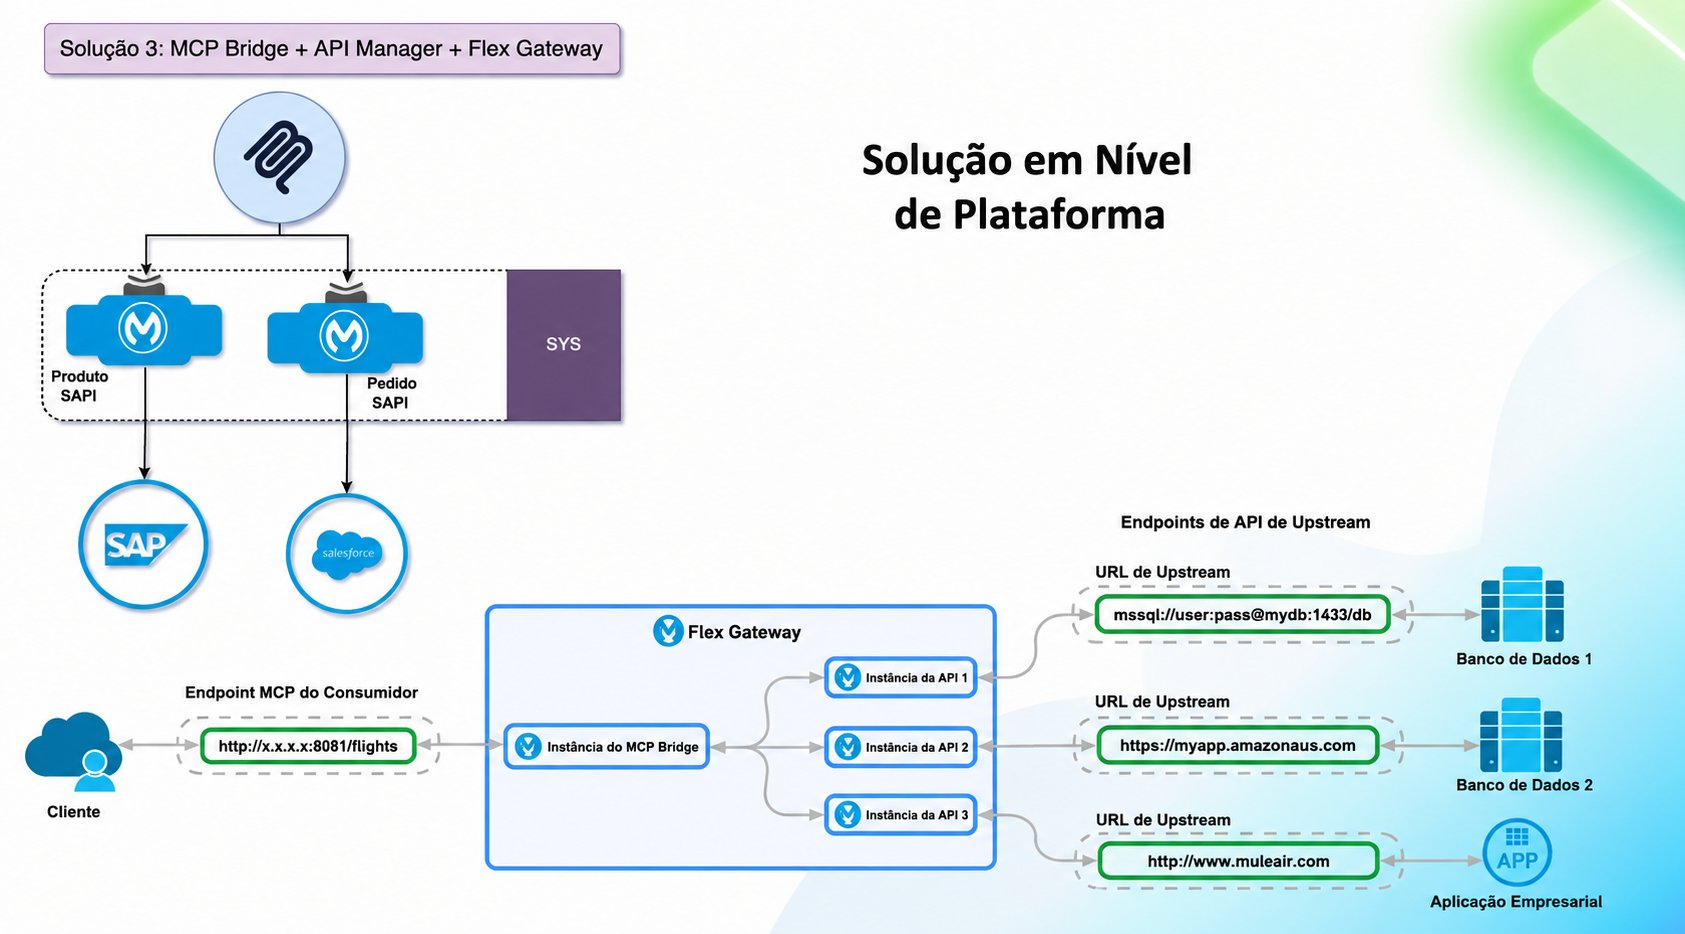 Solução 3: MCP Bridge + API Manager + Flex Gateway
Solução em Nível
de Plataforma
SYS
Produto
SAPI
Pedido
SAPI
SAP
salesforce
Endpoints de API de Upstream
URL de Upstream
mssql://user:pass@mydb:1433/db
Banco de Dados 1
Flex Gateway
Instância da API 1
Endpoint MCP do Consumidor
http://x.x.x.x:8081/flights
Cliente
Instância do MCP Bridge
Instância da API 2
URL de Upstream
https://myapp.amazonaus.com
Banco de Dados 2
Instância da API 3
URL de Upstream
http://www.muleair.com
APP
Aplicação Empresarial